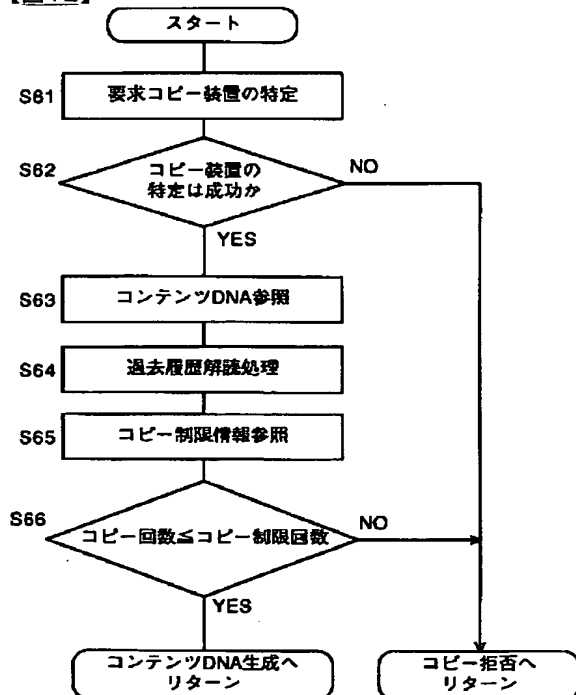 スタート
S61
要求コピー装置の特定
S62
コピー装置の
特定は成功か
NO
YES
S63
コンテンツDNA参照
S64
過去履歴解読処理
S65
コピー制限情報参照
S66
コピー回数≦コピー制限回数
NO
YES
コンテンツDNA生成へ
リターン
コピー拒否へ
リターン